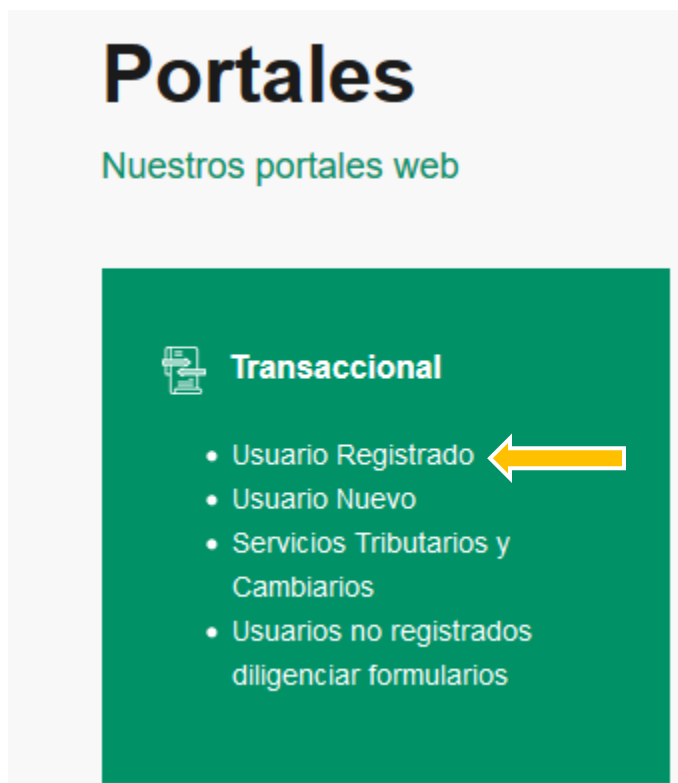 Portales
Nuestros portales web
Transaccional
• Usuario Registrado
• Usuario Nuevo
• Servicios Tributarios y
Cambiarios
• Usuarios no registrados
diligenciar formularios